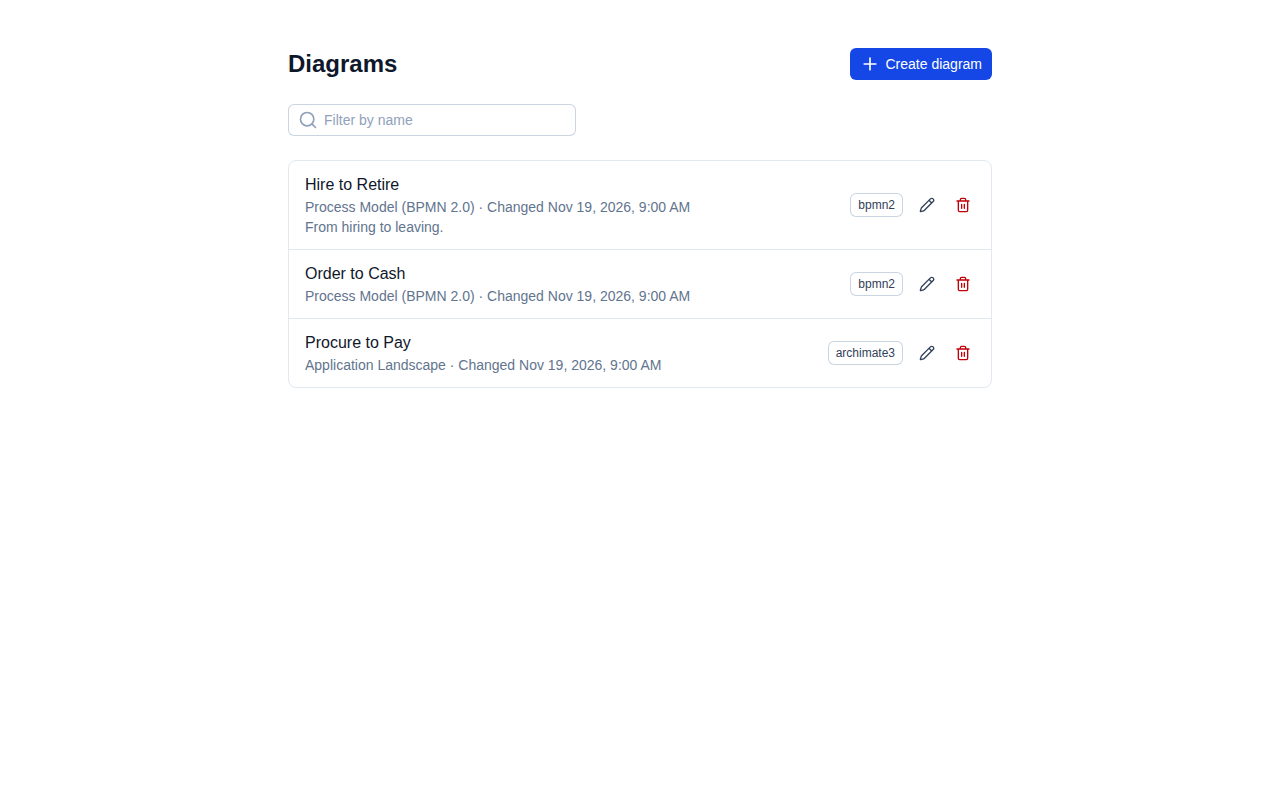 Diagrams
Create diagram
Filter by name
Hire to Retire
Process Model (BPMN 2.0) · Changed Nov 19, 2026, 9:00 AM
From hiring to leaving.
bpmn2
Order to Cash
Process Model (BPMN 2.0) · Changed Nov 19, 2026, 9:00 AM
bpmn2
Procure to Pay
Application Landscape · Changed Nov 19, 2026, 9:00 AM
archimate3